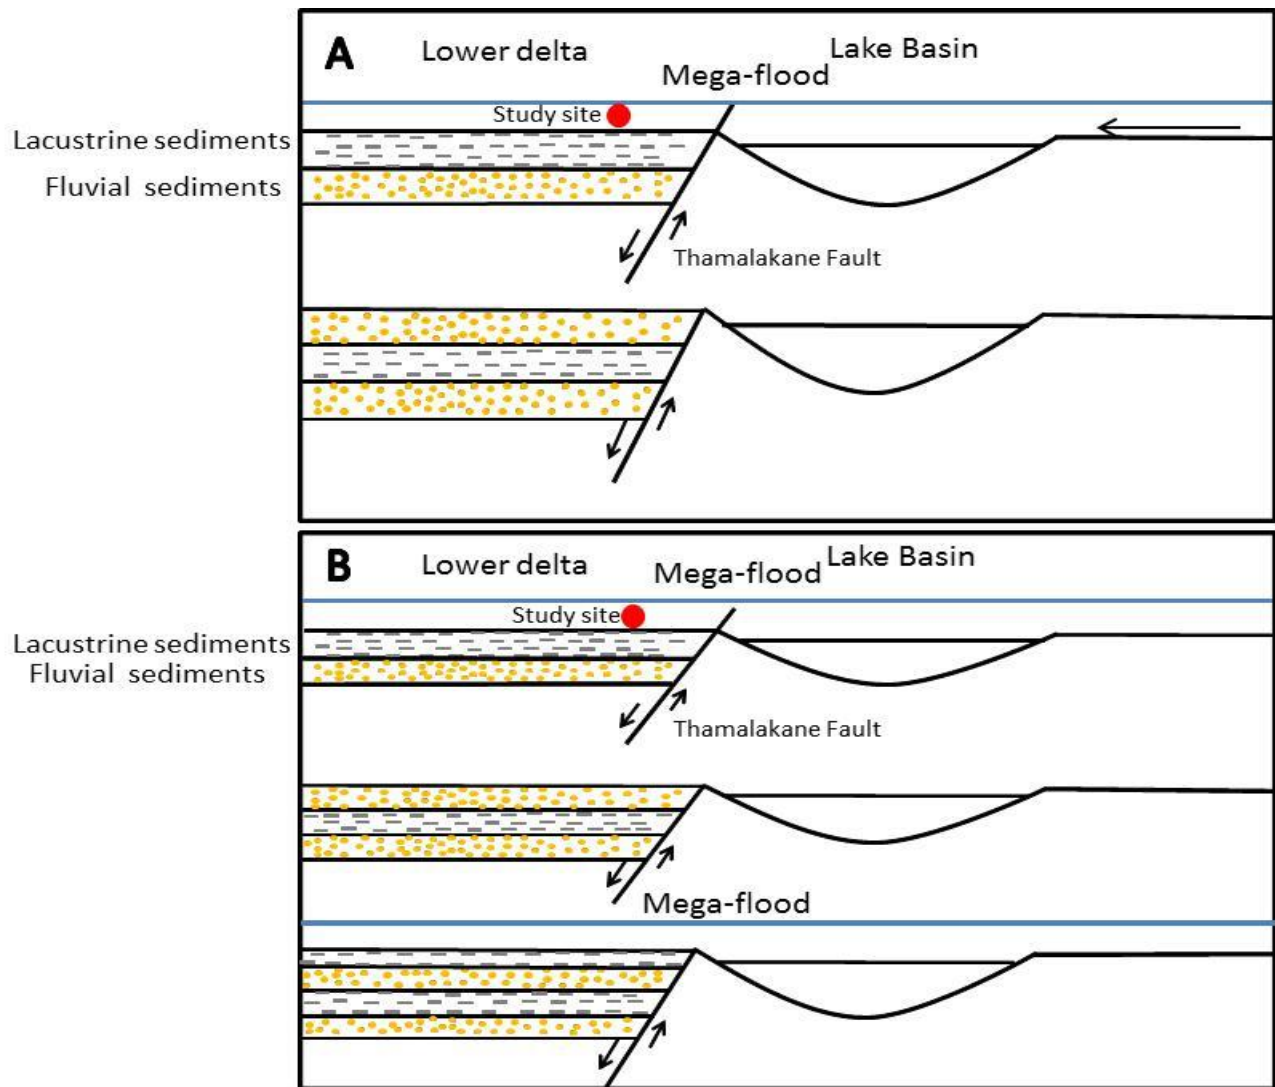 A
Lower delta
Lake Basin
Mega-flood
Study site
Lacustrine sediments
Fluvial sediments
Thamalakane Fault
B
Lower delta
Mega-flood
Lake Basin
Study site
Lacustrine sediments
Fluvial sediments
Thamalakane Fault
Mega-flood